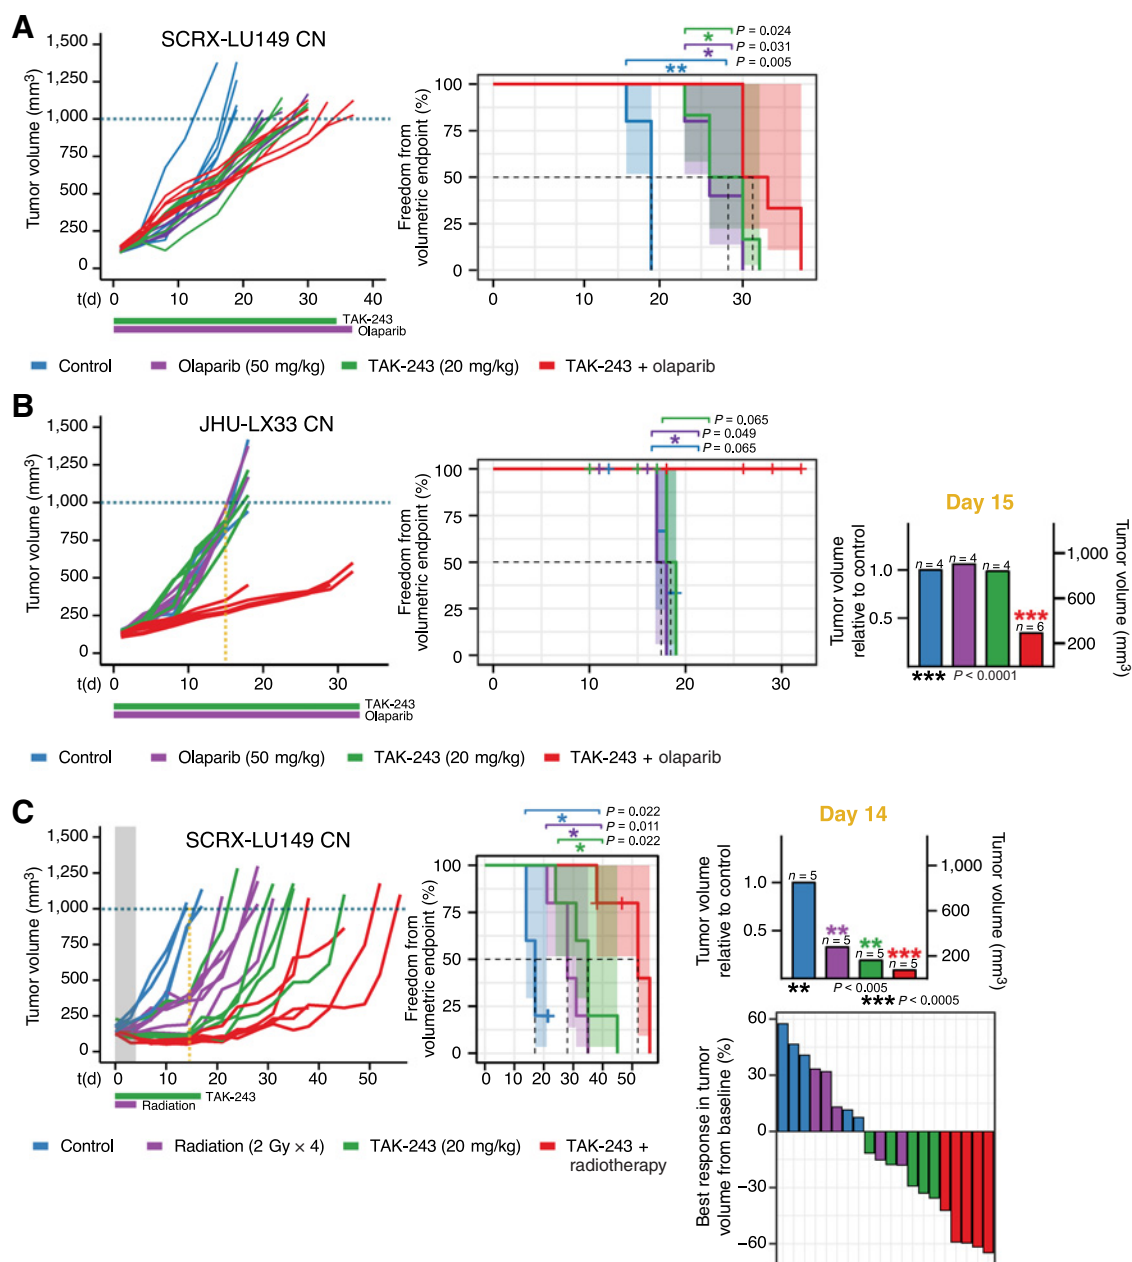 A
SCRX-LU149 CN
Tumor volume (mm3)
1,500
1,250
1,000
750
500
250
0
t(d)
0 10 20 30 40
TAK-243
Olaparib
P = 0.024
*
P = 0.031
*
P = 0.005
**
Freedom from
volumetric endpoint (%)
100
75
50
25
0
0 10 20 30
Control Olaparib (50 mg/kg) TAK-243 (20 mg/kg) TAK-243 + olaparib
B
JHU-LX33 CN
Tumor volume (mm3)
1,500
1,250
1,000
750
500
250
0
t(d)
0 10 20 30
TAK-243
Olaparib
P = 0.065
P = 0.049
*
P = 0.065
Freedom from
volumetric endpoint (%)
100
75
50
25
0
0 10 20 30
Day 15
Tumor volume
relative to control
1.0
0.5
n = 4 n = 4 n = 4
***
n = 6
1,000
600
200
Tumor volume (mm3)
*** P < 0.0001
Control Olaparib (50 mg/kg) TAK-243 (20 mg/kg) TAK-243 + olaparib
C
SCRX-LU149 CN
Tumor volume (mm3)
1,500
1,250
1,000
750
500
250
0
t(d)
0 10 20 30 40 50
TAK-243
Radiation
P = 0.022
*
P = 0.011
*
P = 0.022
*
Freedom from
volumetric endpoint (%)
100
75
50
25
0
0 10 20 30 40 50
Day 14
Tumor volume
relative to control
1.0
0.5
n = 5
**
n = 5
**
n = 5
***
n = 5
1,000
600
200
Tumor volume (mm3)
** P < 0.005
*** P < 0.0005
Best response in tumor
volume from baseline (%)
60
30
0
−30
−60
Control Radiation (2 Gy × 4) TAK-243 (20 mg/kg) TAK-243 +
radiotherapy